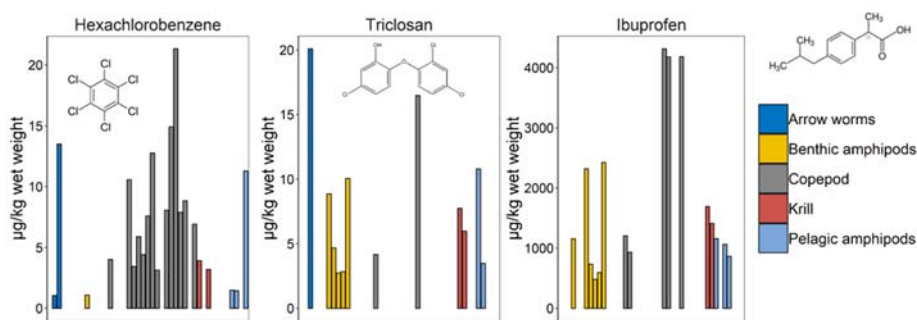 Hexachlorobenzene
Triclosan
Ibuprofen
µg/kg wet weight
20
15
10
5
0
Cl
Cl Cl
Cl Cl
Cl
µg/kg wet weight
20
15
10
5
0
OH
Cl
O
Cl
Cl
µg/kg wet weight
4000
3000
2000
1000
0
CH₃
OH
CH₃
O
H₃C
Arrow worms
Benthic amphipods
Copepod
Krill
Pelagic amphipods